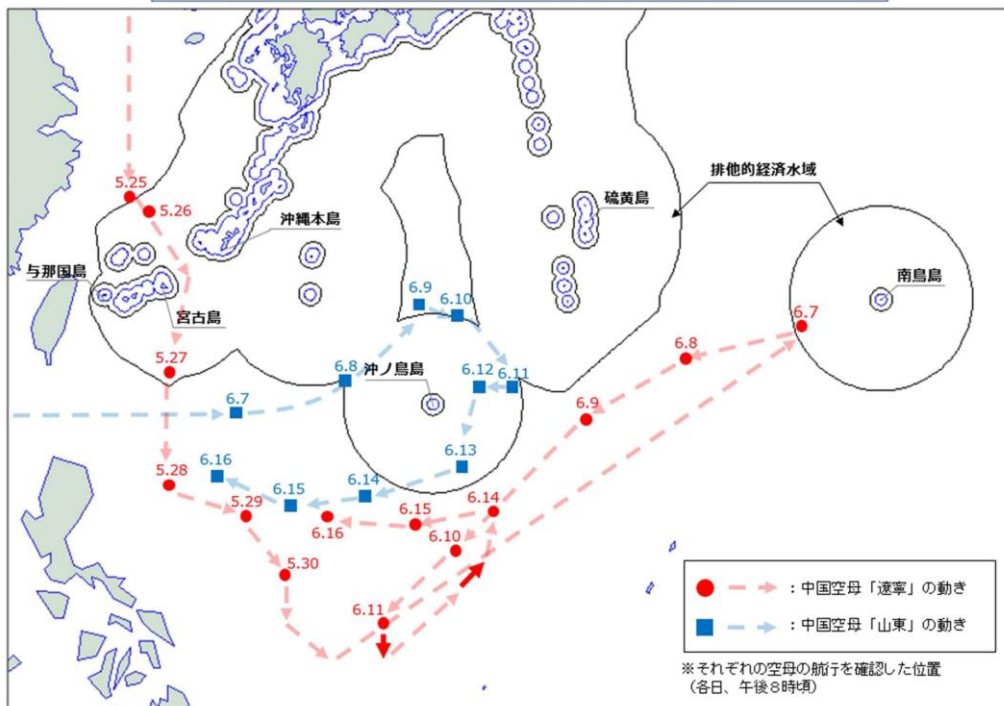 5.25
5.26
沖縄本島
硫黄島
排他的経済水域
与那国島
宮古島
南鳥島
6.9
6.10
6.7
6.8
5.27
6.8
沖ノ鳥島
6.12
6.11
6.7
6.9
6.13
5.28
6.16
6.14
5.29
6.15
6.14
6.15
6.16
6.10
5.30
6.11
:中国空母「遼寧」の動き
:中国空母「山東」の動き
※それぞれの空母の航行を確認した位置
(各日、午後8時頃)